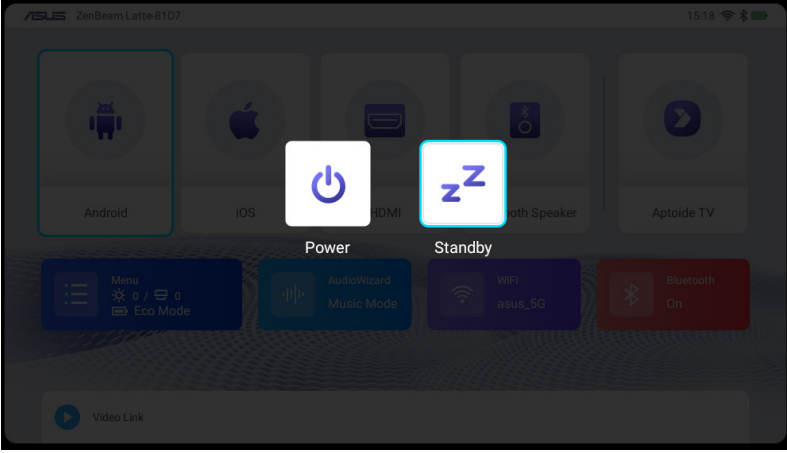 ASUS ZenBeam Latte-81D7
15:18
Android
iOS
HDMI
oth Speaker
Aptoide TV
Power
Standby
Menu
0 / 0
Eco Mode
AudioWizard
Music Mode
WiFi
asus_5G
Bluetooth
On
Video Link